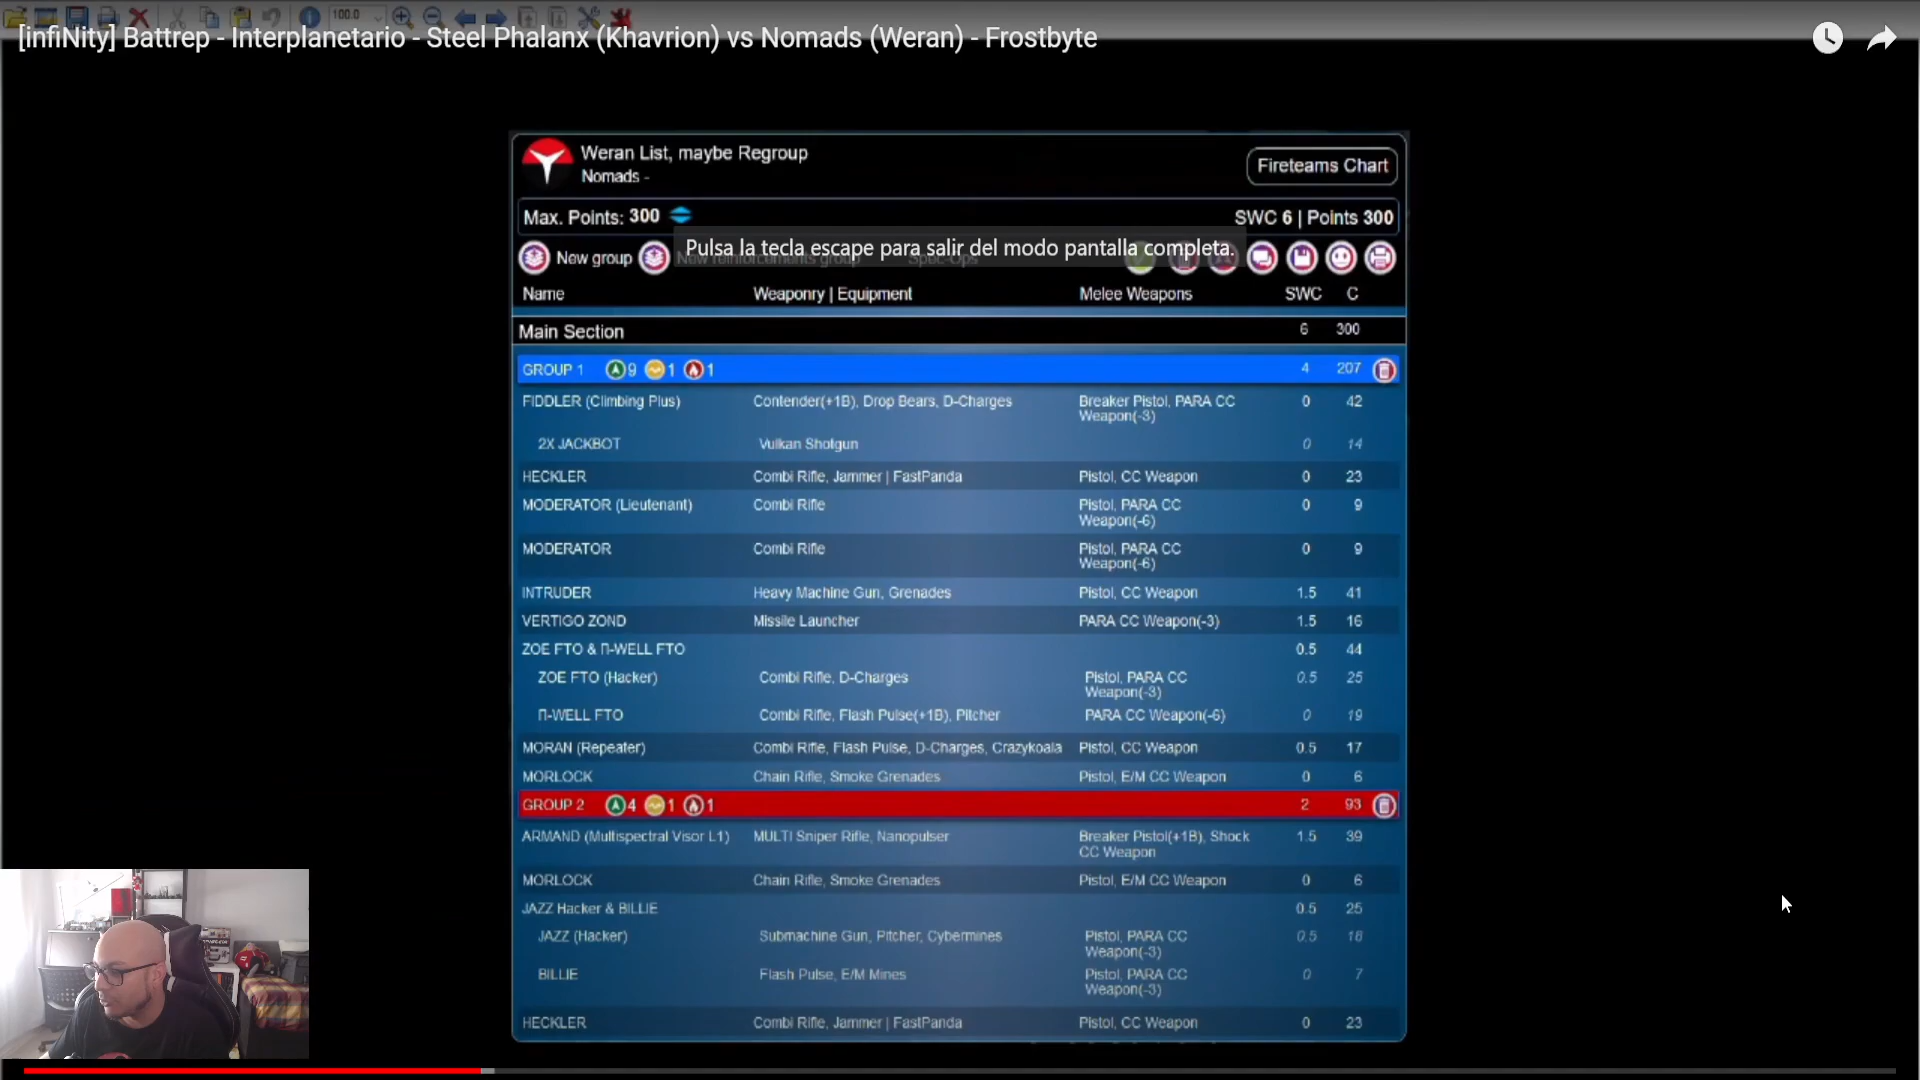 100.0
[infiNity] Battrep - Interplanetario - Steel Phalanx (Khavrion) vs Nomads (Weran) - Frostbyte
Weran List, maybe Regroup
Nomads -
Fireteams Chart
Max. Points: 300
SWC 6 | Points 300
Pulsa la tecla escape para salir del modo pantalla completa.
New group
New reinforcements group
Spec-Ops
Name Weaponry | Equipment Melee Weapons SWC C
Main Section 6 300
GROUP 1 9 1 1 4 207
FIDDLER (Climbing Plus) Contender(+1B), Drop Bears, D-Charges Breaker Pistol, PARA CC 0 42
Weapon(-3)
2X JACKBOT Vulkan Shotgun 0 14
HECKLER Combi Rifle, Jammer | FastPanda Pistol, CC Weapon 0 23
MODERATOR (Lieutenant) Combi Rifle Pistol, PARA CC 0 9
Weapon(-6)
MODERATOR Combi Rifle Pistol, PARA CC 0 9
Weapon(-6)
INTRUDER Heavy Machine Gun, Grenades Pistol, CC Weapon 1.5 41
VERTIGO ZOND Missile Launcher PARA CC Weapon(-3) 1.5 16
ZOE FTO & Π-WELL FTO 0.5 44
ZOE FTO (Hacker) Combi Rifle, D-Charges Pistol, PARA CC 0.5 25
Weapon(-3)
Π-WELL FTO Combi Rifle, Flash Pulse(+1B), Pitcher PARA CC Weapon(-6) 0 19
MORAN (Repeater) Combi Rifle, Flash Pulse, D-Charges, Crazykoala Pistol, CC Weapon 0.5 17
MORLOCK Chain Rifle, Smoke Grenades Pistol, E/M CC Weapon 0 6
GROUP 2 4 1 1 2 93
ARMAND (Multispectral Visor L1) MULTI Sniper Rifle, Nanopulser Breaker Pistol(+1B), Shock 1.5 39
CC Weapon
MORLOCK Chain Rifle, Smoke Grenades Pistol, E/M CC Weapon 0 6
JAZZ Hacker & BILLIE 0.5 25
JAZZ (Hacker) Submachine Gun, Pitcher, Cybermines Pistol, PARA CC 0.5 18
Weapon(-3)
BILLIE Flash Pulse, E/M Mines Pistol, PARA CC 0 7
Weapon(-3)
HECKLER Combi Rifle, Jammer | FastPanda Pistol, CC Weapon 0 23